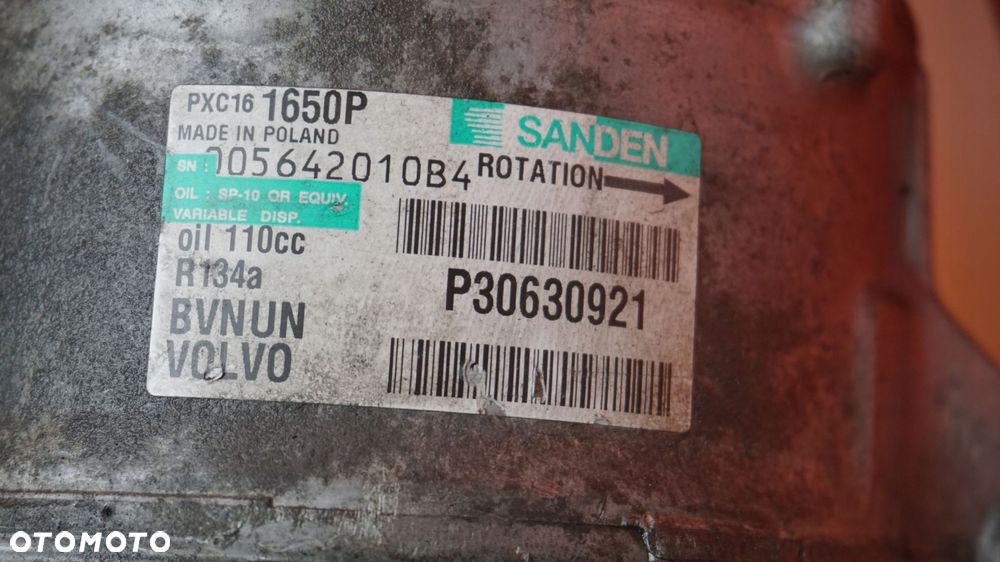 PXC16 1650P
SANDEN
MADE IN POLAND
SN : 005642010B4
ROTATION
OIL : SP-10 OR EQUIV.
VARIABLE DISP.
oil 110cc
R134a
P30630921
BVNUN
VOLVO
OTOMOTO